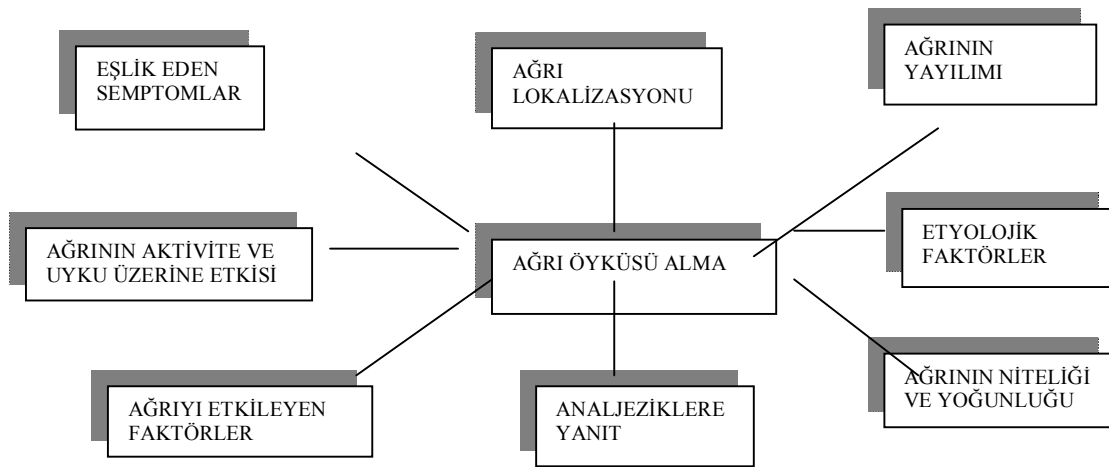 EŞLİK EDEN
SEMPTOMLAR
AĞRI
LOKALİZASYONU
AĞRININ
YAYILIMI
AĞRININ AKTİVİTE VE
UYKU ÜZERİNE ETKİSİ
AĞRI ÖYKÜSÜ ALMA
ETYOLOJİK
FAKTÖRLER
AĞRIYI ETKİLEYEN
FAKTÖRLER
ANALJEZİKLERE
YANIT
AĞRININ NİTELİĞİ
VE YOĞUNLUĞU